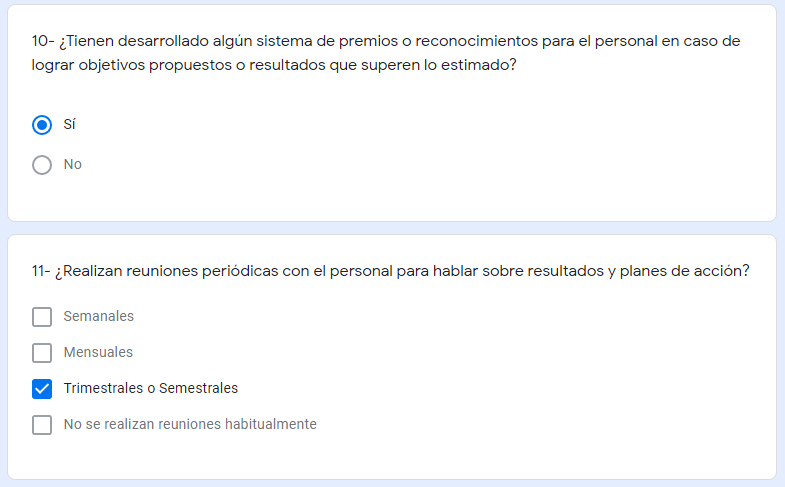 10- ¿Tienen desarrollado algún sistema de premios o reconocimientos para el personal en caso de
lograr objetivos propuestos o resultados que superen lo estimado?
Sí
No
11- ¿Realizan reuniones periódicas con el personal para hablar sobre resultados y planes de acción?
Semanales
Mensuales
Trimestrales o Semestrales
No se realizan reuniones habitualmente